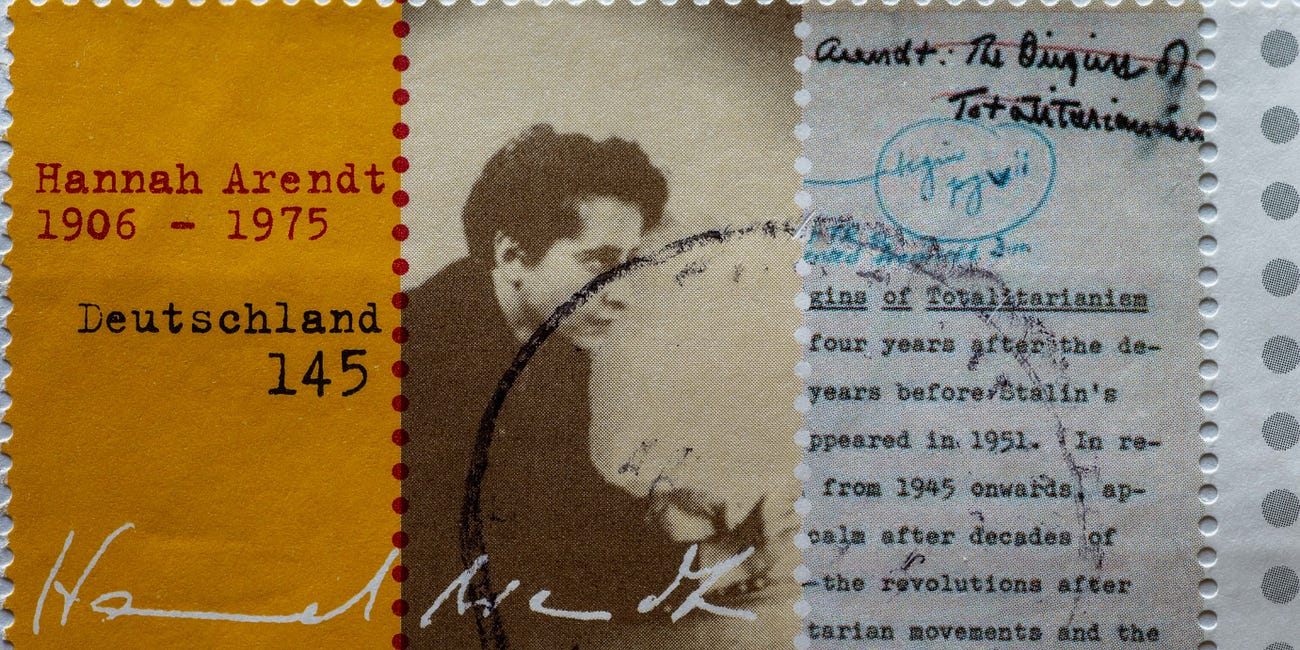 Hannah Arendt
1906 - 1975
Deutschland
145
Arendt: The Origins of
Totalitarianism
gins of Totalitarianism
four years after the de-
years before Stalin's
ppeared in 1951. In re-
from 1945 onwards, ap-
calm after decades of
-the revolutions after
tarian movements and the